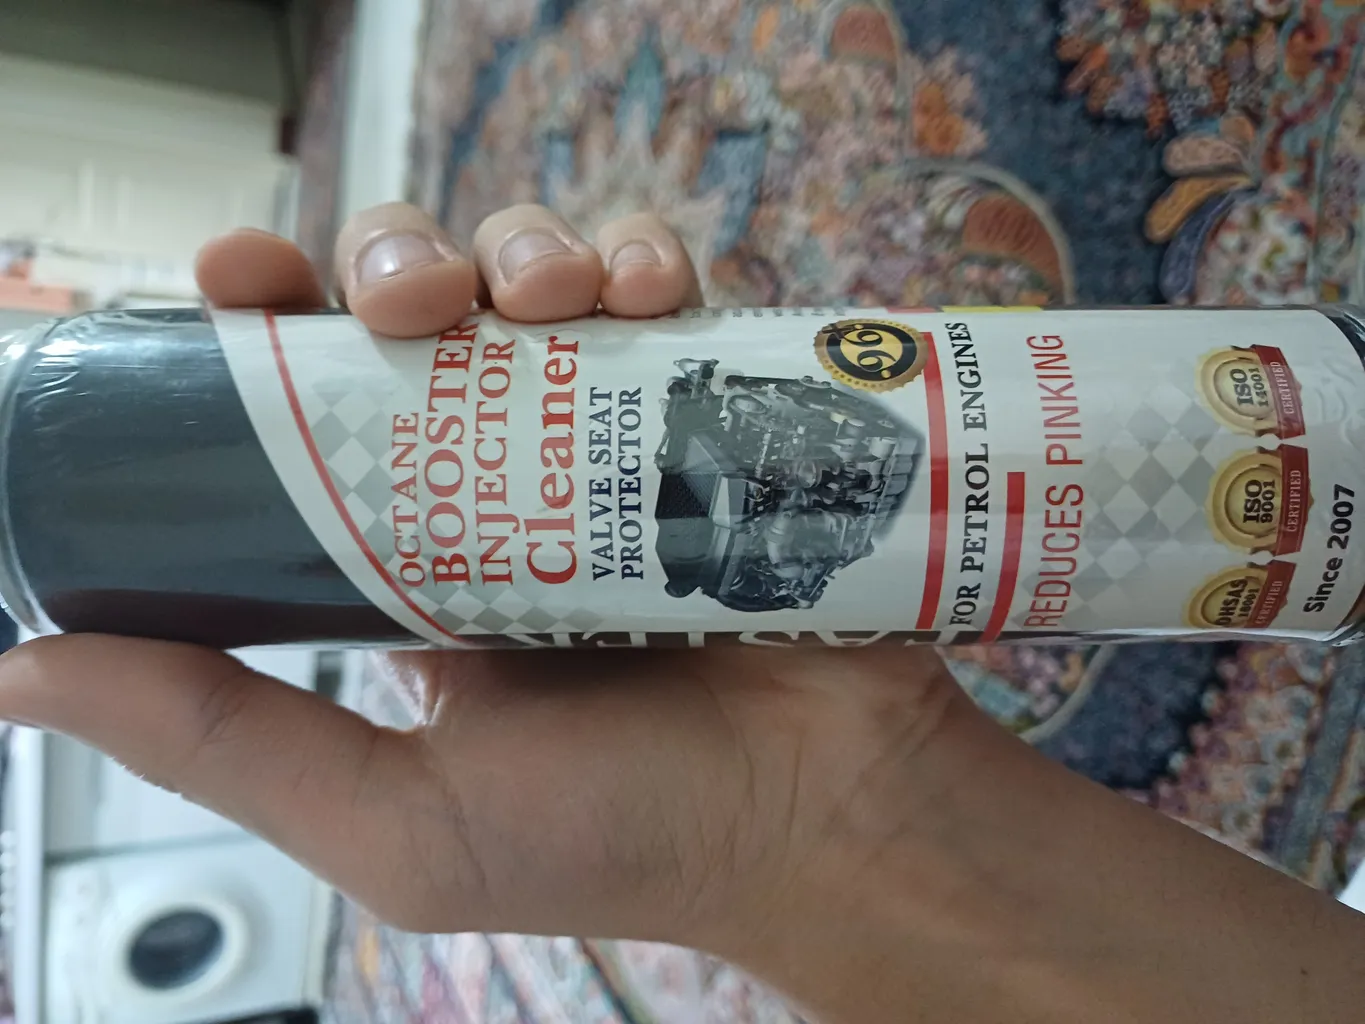 OCTANE
BOOSTER
INJECTOR
Cleaner
VALVE SEAT
PROTECTOR
96
FOR PETROL ENGINES
REDUCES PINKING
ISO
14001
CERTIFIED
ISO
9001
CERTIFIED
OHSAS
18001
CERTIFIED
Since 2007